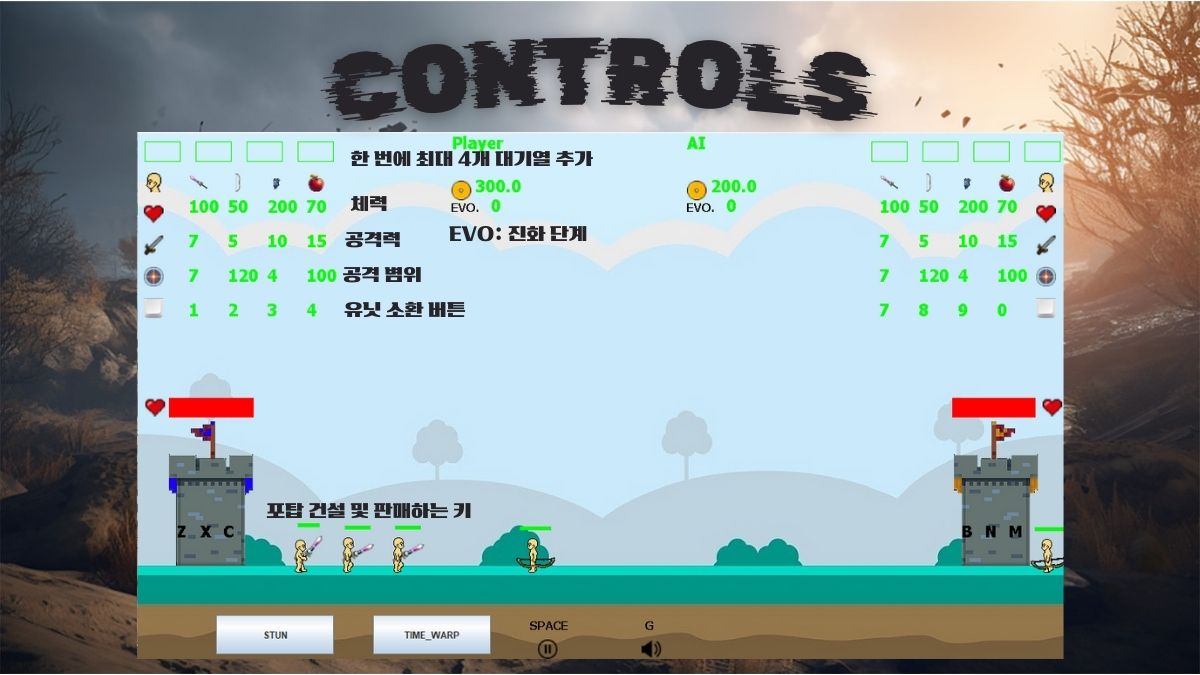 CONTROLS
Player AI
한 번에 최대 4개 대기열 추가
300.0 200.0
100 50 200 70 체력 EVO. 0 EVO. 0 100 50 200 70
7 5 10 15 공격력 EVO: 진화 단계 7 5 10 15
7 120 4 100 공격 범위 7 120 4 100
1 2 3 4 유닛 소환 버튼 7 8 9 0
포탑 건설 및 판매하는 키
Z X C B N M
SPACE G
STUN TIME_WARP